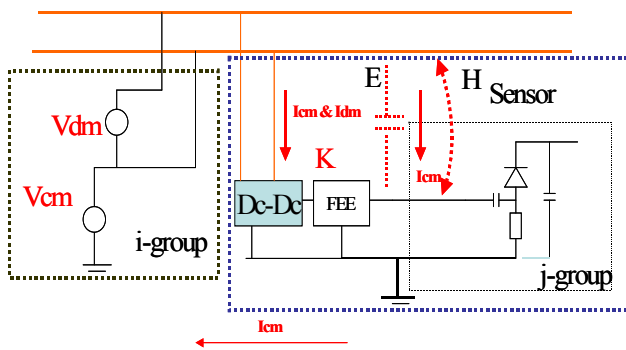 E
H
Sensor
Vdm
Icm & Idm
K
Icm
Vcm
Dc-Dc
FEE
i-group
j-group
Icm